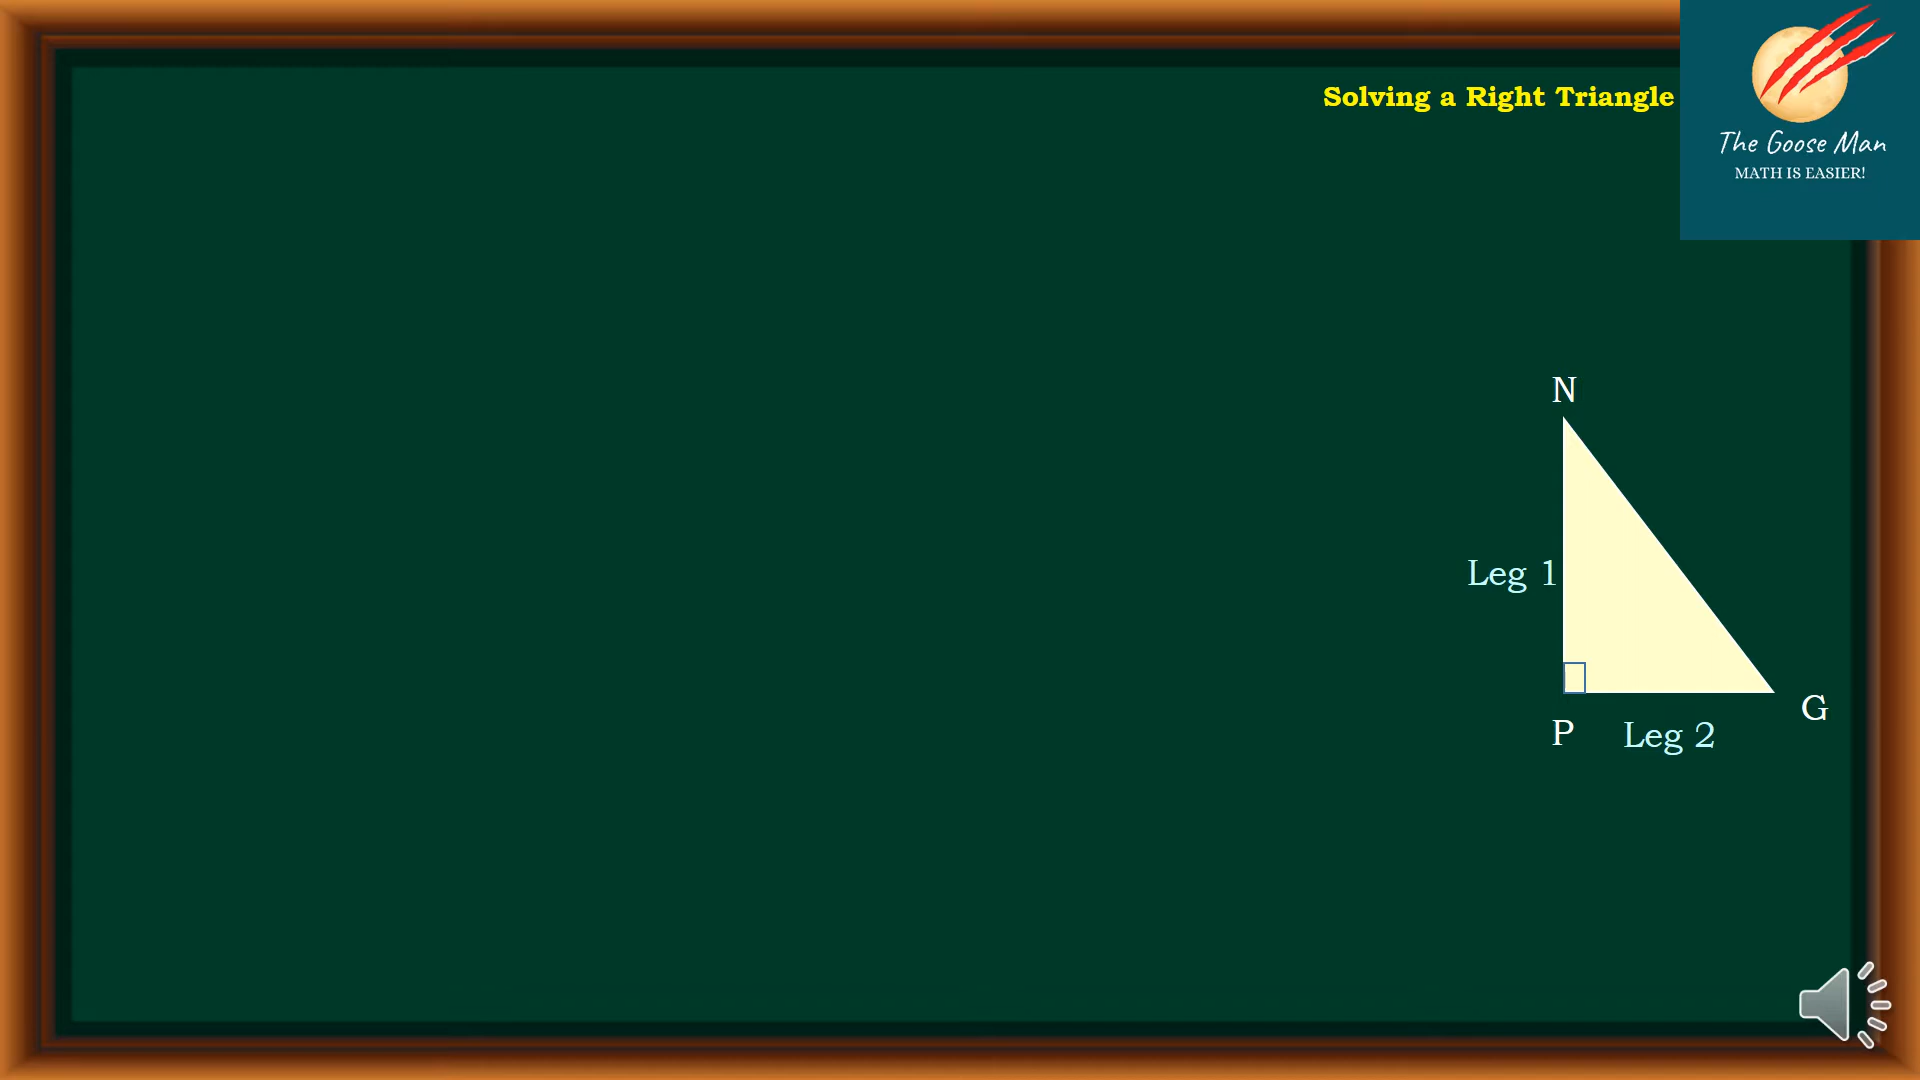 Solving a Right Triangle
The Goose Man
MATH IS EASIER!
N
Leg 1
P
Leg 2
G